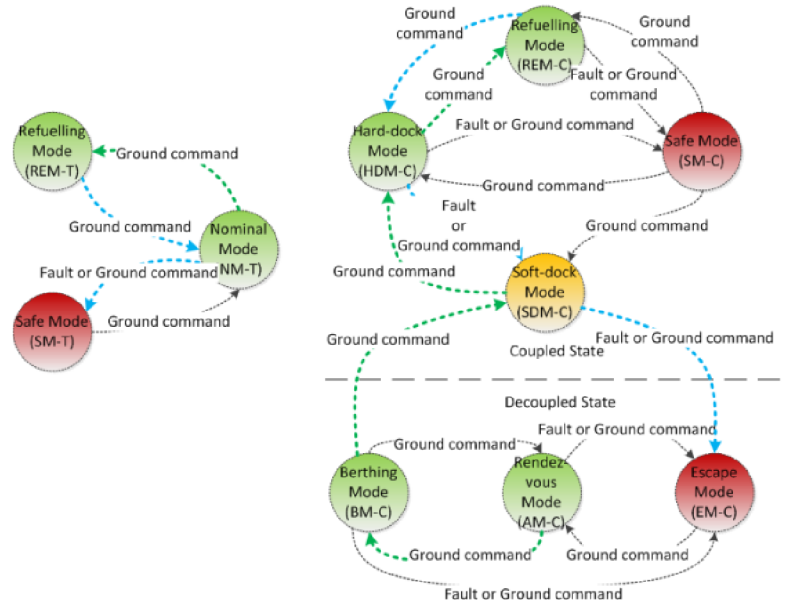 Refuelling
Mode
(REM-T)
Ground command
Ground command
Nominal
Mode
(NM-T)
Fault or Ground command
Safe Mode
(SM-T)
Ground command
Ground
command
Refuelling
Mode
(REM-C)
Ground
command
Ground
command
Fault or Ground
command
Hard-dock
Mode
(HDM-C)
Fault or Ground command
Safe Mode
(SM-C)
Ground command
Fault
or
Ground command
Ground command
Ground command
Soft-dock
Mode
(SDM-C)
Ground command
Fault or Ground command
Coupled State
Decoupled State
Ground command
Fault or Ground command
Berthing
Mode
(BM-C)
Rendez-
vous
Mode
(AM-C)
Escape
Mode
(EM-C)
Ground command
Ground command
Fault or Ground command